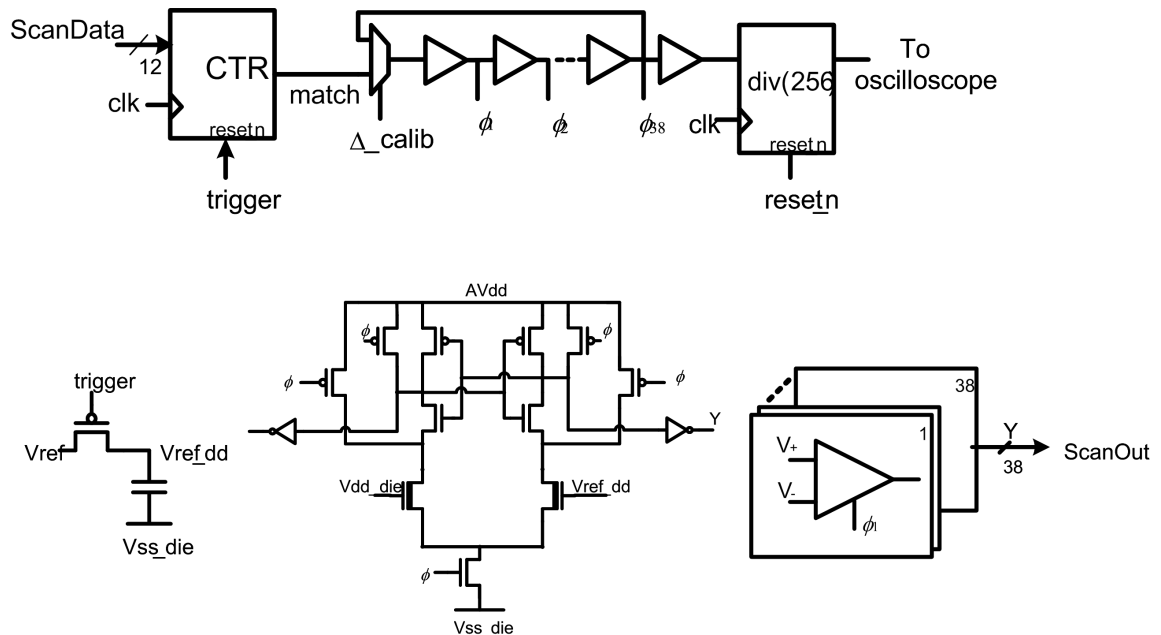 ScanData
12
CTR
clk
resetn
trigger
match
Δ_calib
ϕ1
ϕ2
ϕ38
clk
div(256)
resetn
reset_n
To
oscilloscope
AVdd
ϕ
ϕ
ϕ
ϕ
trigger
Vref
Vref_dd
Vss_die
Y
Vdd_die
Vref_dd
ϕ
Vss_die
38
1
V+
V-
ϕ1
Y
38
ScanOut